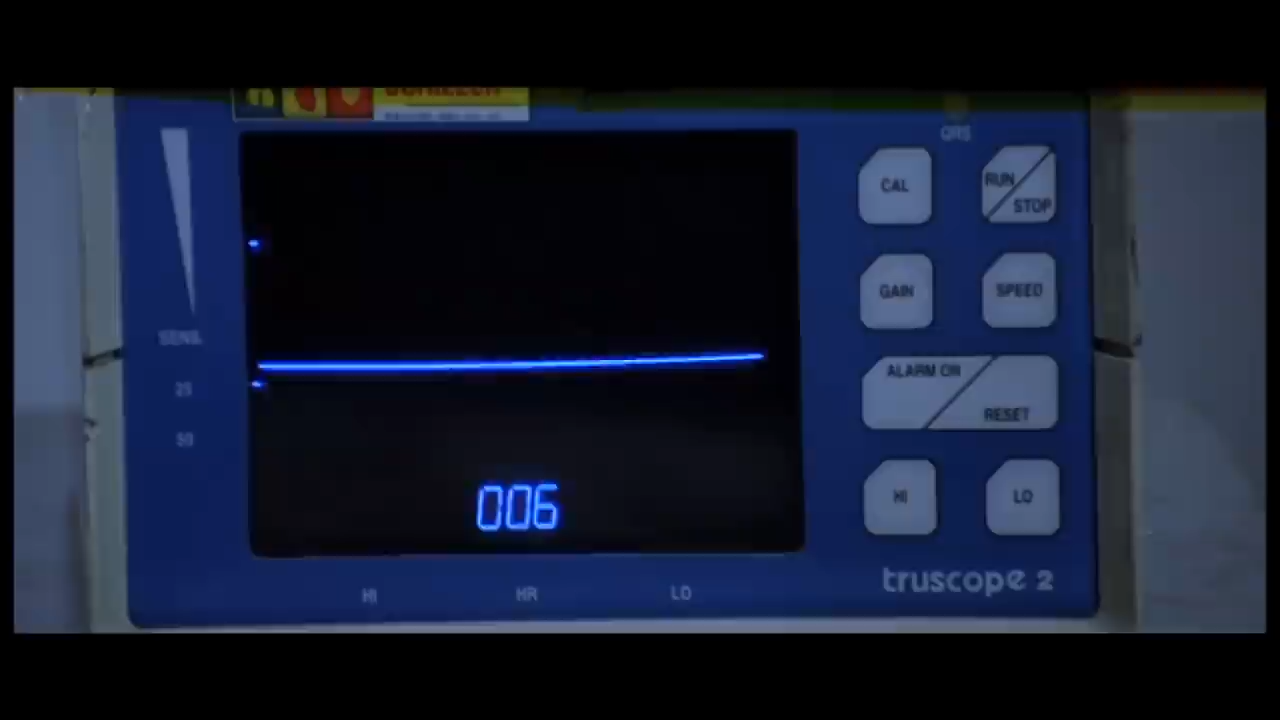 QRS
CAL
RUN
STOP
GAIN
SPEED
SENS.
25
50
ALARM ON
RESET
HI
LO
006
truscope 2
HI
HR
LO